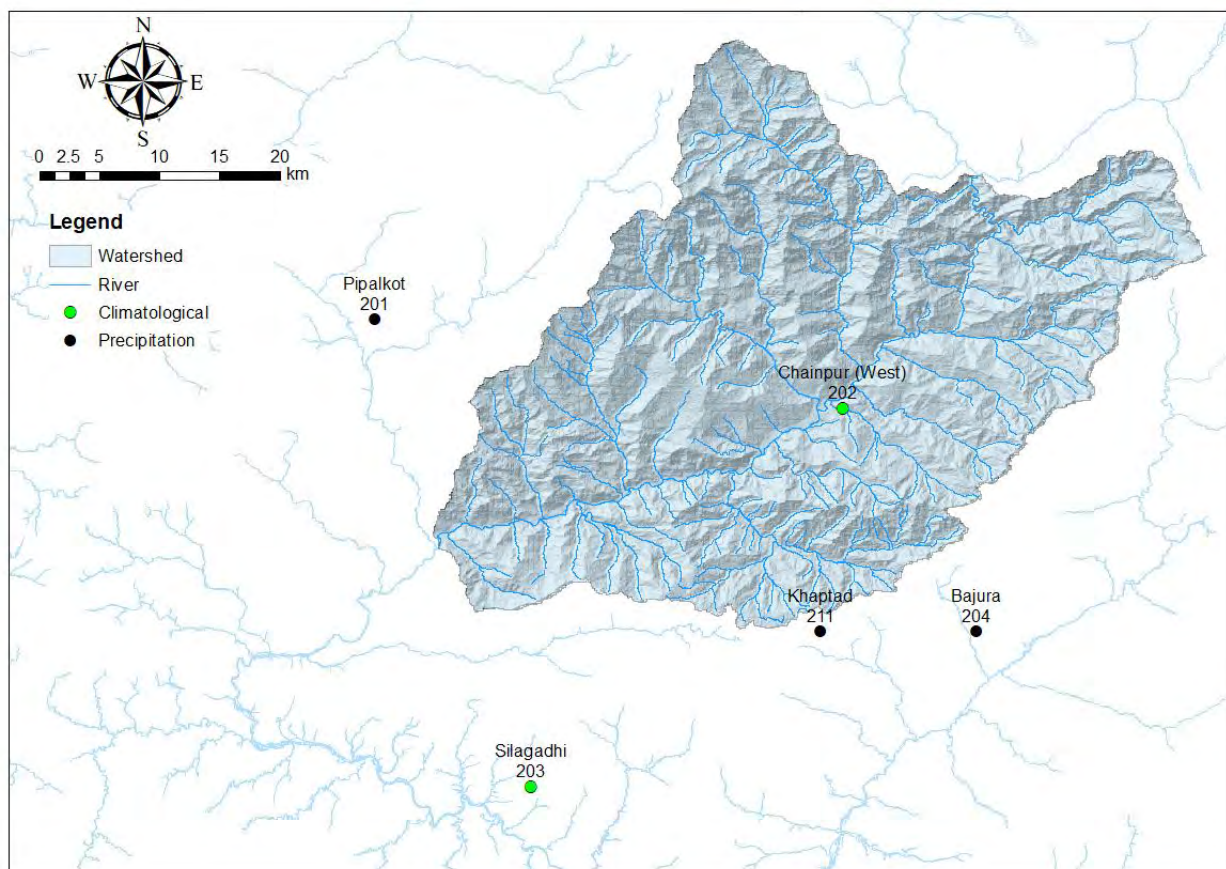 N
W E
S
0 2.5 5 10 15 20
km
Legend
Watershed
River
Climatological
Precipitation
Pipalkot
201
Chainpur (West)
202
Khaptad
211
Bajura
204
Silagadhi
203